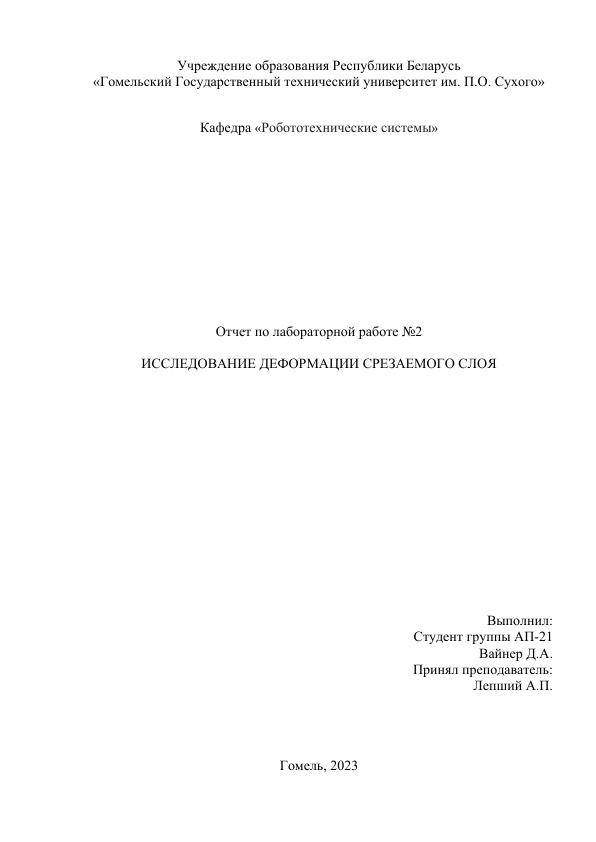 Учреждение образования Республики Беларусь
«Гомельский Государственный технический университет им. П.О. Сухого»
Кафедра «Робототехнические системы»
Отчет по лабораторной работе №2
ИССЛЕДОВАНИЕ ДЕФОРМАЦИИ СРЕЗАЕМОГО СЛОЯ
Выполнил:
Студент группы АП-21
Вайнер Д.А.
Принял преподаватель:
Лепший А.П.
Гомель, 2023